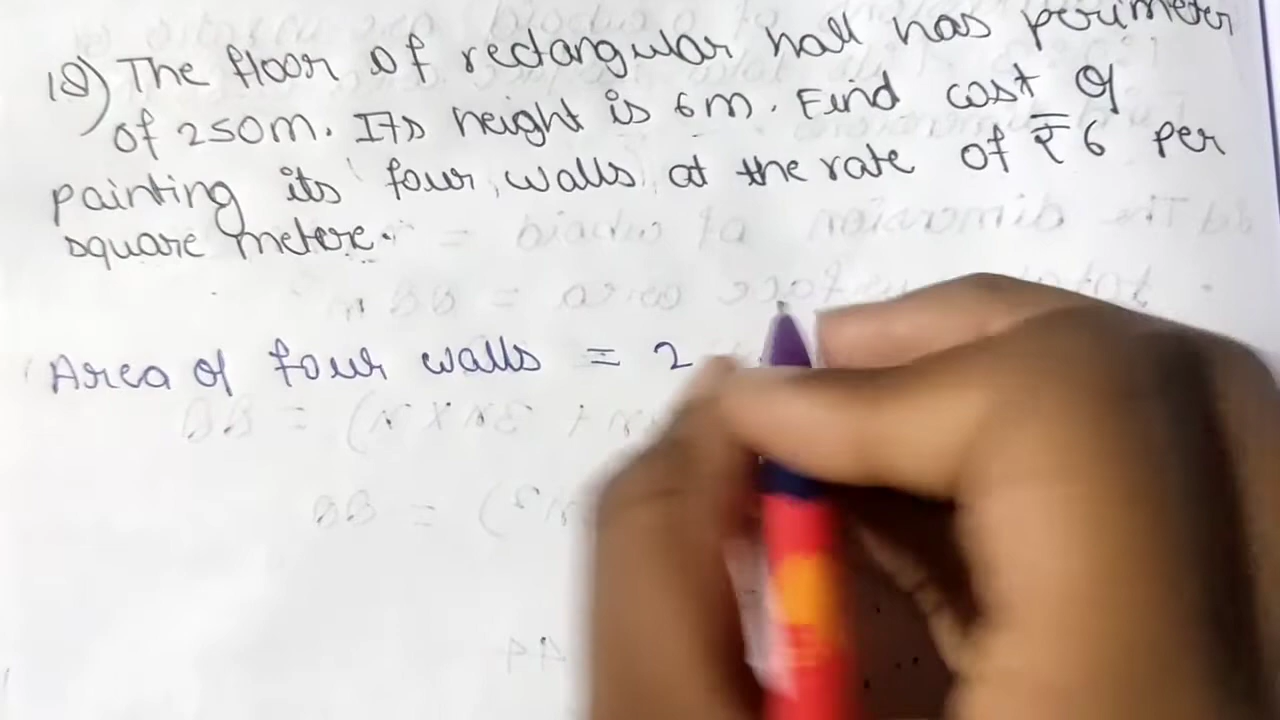 18) The floor of rectangular hall has perimeter
of 250m. Its height is 6m. Find cost of
painting its four walls at the rate of ₹6 per
square metere.
Area of four walls = 2